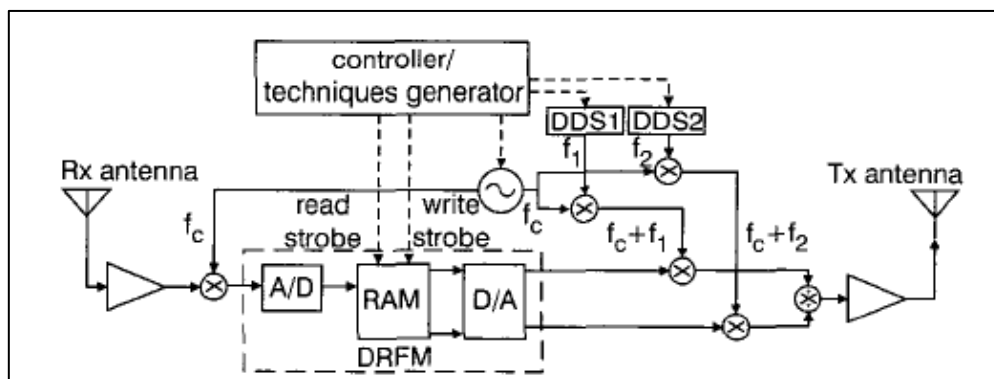 controller/
techniques generator
DDS1 DDS2
f1 f2
Rx antenna
Tx antenna
fc
read
strobe
write
strobe
fc
fc+f1
fc+f2
A/D
RAM
D/A
DRFM